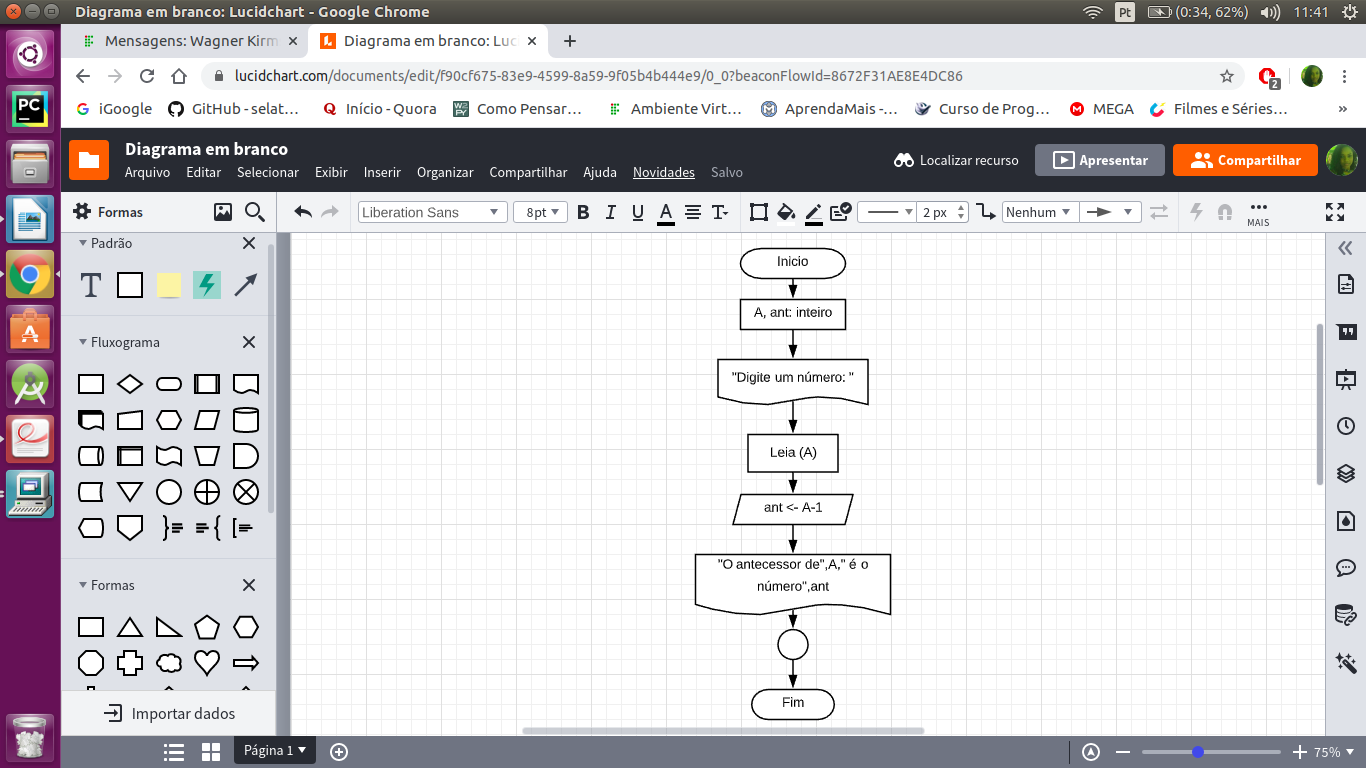 Diagrama em branco: Lucidchart - Google Chrome
Pt
(0:34, 62%)
11:41
Mensagens: Wagner Kirm
Diagrama em branco: Luc
lucidchart.com/documents/edit/f90cf675-83e9-4599-8a59-9f05b4b444e9/0_0?beaconFlowId=8672F31AE8E4DC86
2
iGoogle
GitHub - selat…
Início - Quora
Como Pensar…
Ambiente Virt…
AprendaMais -…
Curso de Prog…
MEGA
Filmes e Séries…
»
Diagrama em branco
Arquivo Editar Selecionar Exibir Inserir Organizar Compartilhar Ajuda Novidades Salvo
Localizar recurso
Apresentar
Compartilhar
Formas
Liberation Sans
8pt
B I U A T
2 px
Nenhum
MAIS
Padrão
T
Fluxograma
Formas
Importar dados
Inicio
A, ant: inteiro
"Digite um número: "
Leia (A)
ant <- A-1
"O antecessor de",A," é o
número",ant
Fim
PC
Página 1
75%